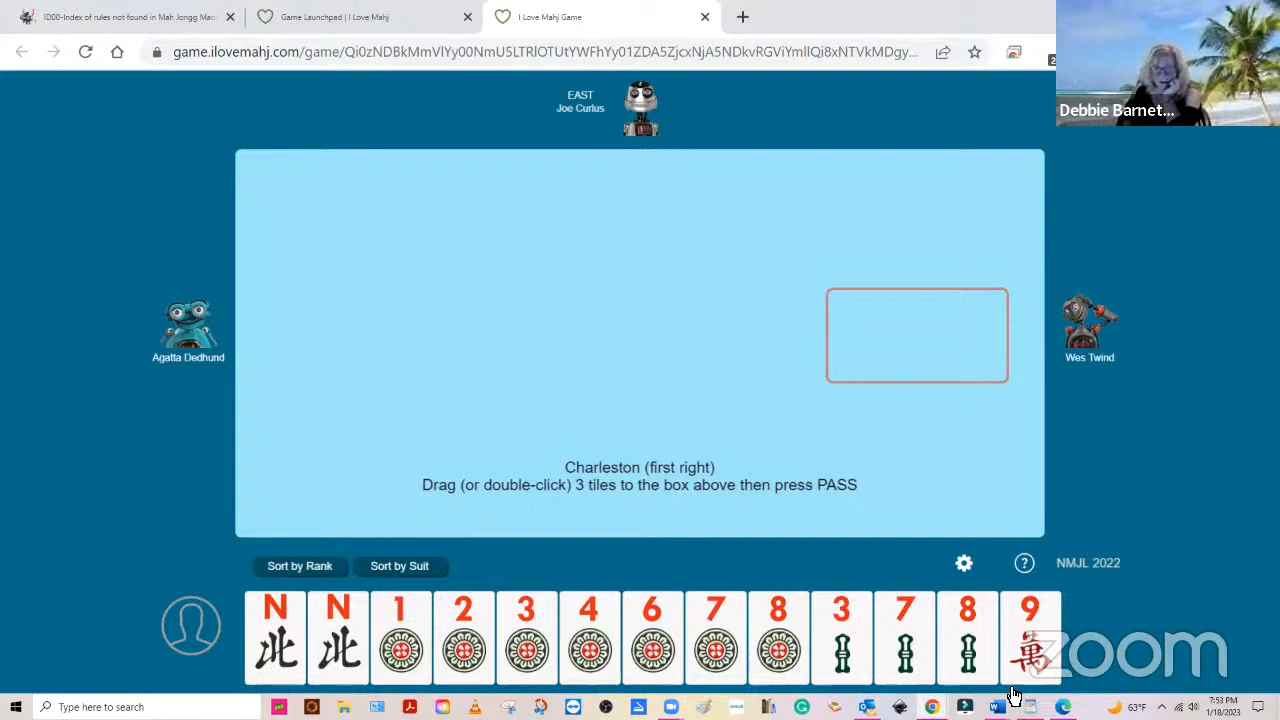 ID00-Index of rules not found in Mah Jongg Mac
Game Launchpad | I Love Mahj
I Love Mahj Game
game.ilovemahj.com/game/Qi0zNDBkMmVlYy00NmU5LTRlOTUtYWFhYy01ZDA5ZjcxNjA5NDkvRGViYmllQi8xNTVkMDgy...
Debbie Barnet...
EAST
Joe Curlus
Agatta Dedhund
Wes Twind
Charleston (first right)
Drag (or double-click) 3 tiles to the box above then press PASS
Sort by Rank Sort by Suit
? NMJL 2022
N N 1 2 3 4 6 7 8 3 7 8 9
北 北 萬
zoom
Type here to search
63°F
7:53 PM
1/18/2023